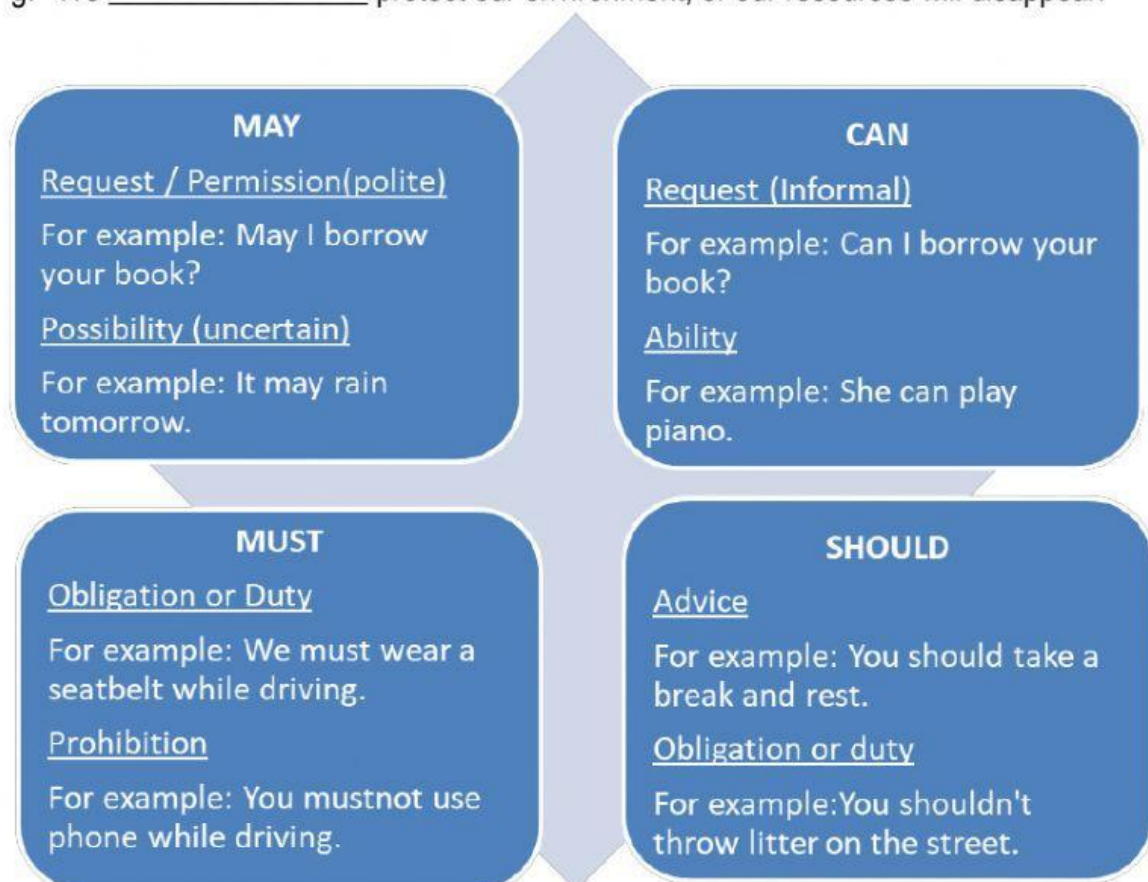 protect our environment, or our resources will disappear.
MAY
Request / Permission(polite)
For example: May I borrow
your book?
Possibility (uncertain)
For example: It may rain
tomorrow.
CAN
Request (Informal)
For example: Can I borrow your
book?
Ability
For example: She can play
piano.
MUST
Obligation or Duty
For example: We must wear a
seatbelt while driving.
Prohibition
For example: You mustnot use
phone while driving.
SHOULD
Advice
For example: You should take a
break and rest.
Obligation or duty
For example:You shouldn't
throw litter on the street.